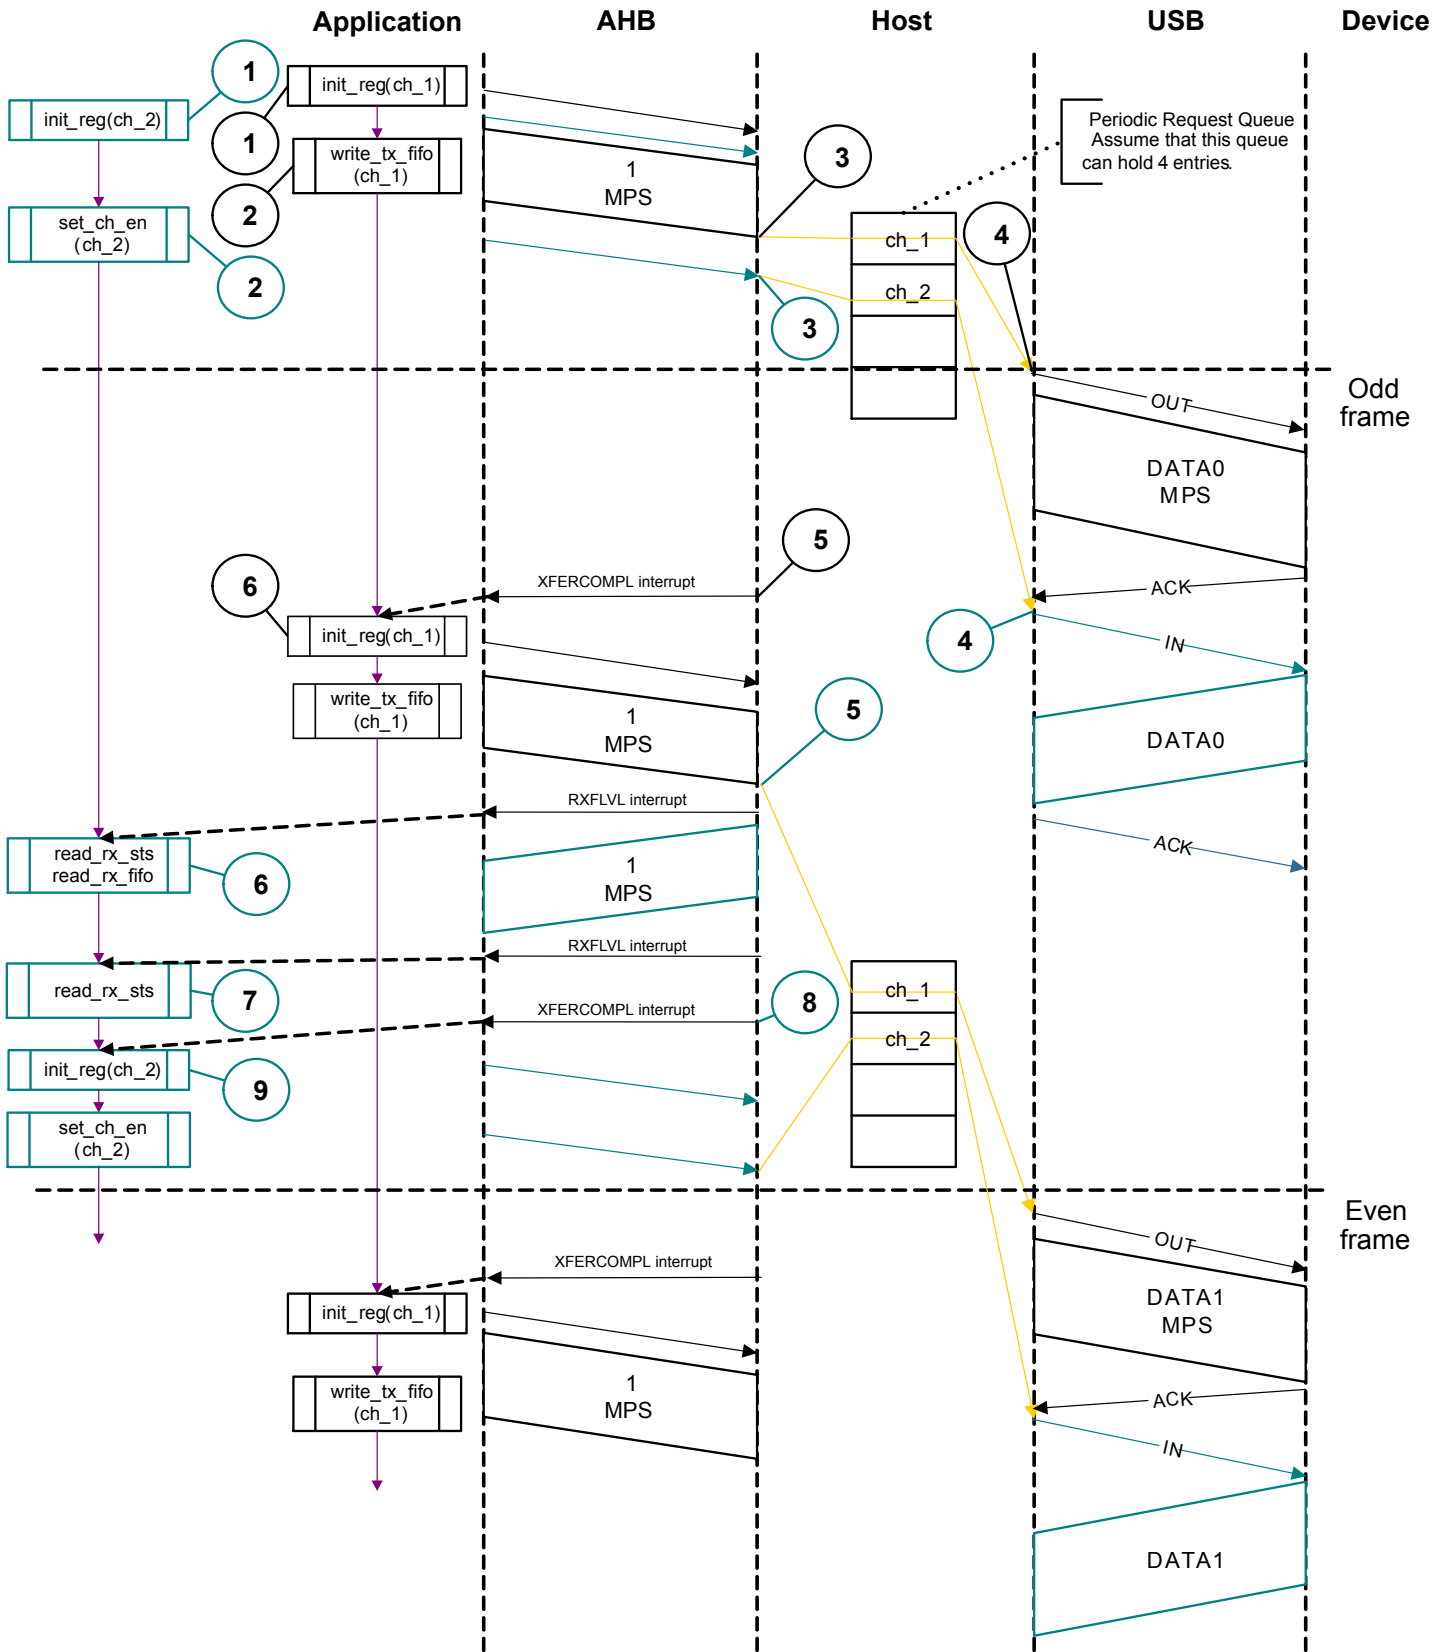 Application
AHB
Host
USB
Device
1
init_reg(ch_1)
init_reg(ch_2)
1
Periodic Request Queue
Assume that this queue
can hold 4 entries.
write_tx_fifo
(ch_1)
1
MPS
3
2
set_ch_en
(ch_2)
ch_1
4
2
ch_2
3
Odd
frame
OUT
DATA0
MPS
5
6
XFERCOMPL interrupt
ACK
init_reg(ch_1)
4
IN
write_tx_fifo
(ch_1)
1
MPS
5
DATA0
RXFLVL interrupt
read_rx_sts
read_rx_fifo
6
1
MPS
ACK
RXFLVL interrupt
read_rx_sts
7
ch_1
8
XFERCOMPL interrupt
ch_2
init_reg(ch_2)
9
set_ch_en
(ch_2)
Even
frame
OUT
XFERCOMPL interrupt
init_reg(ch_1)
DATA1
MPS
write_tx_fifo
(ch_1)
1
MPS
ACK
IN
DATA1